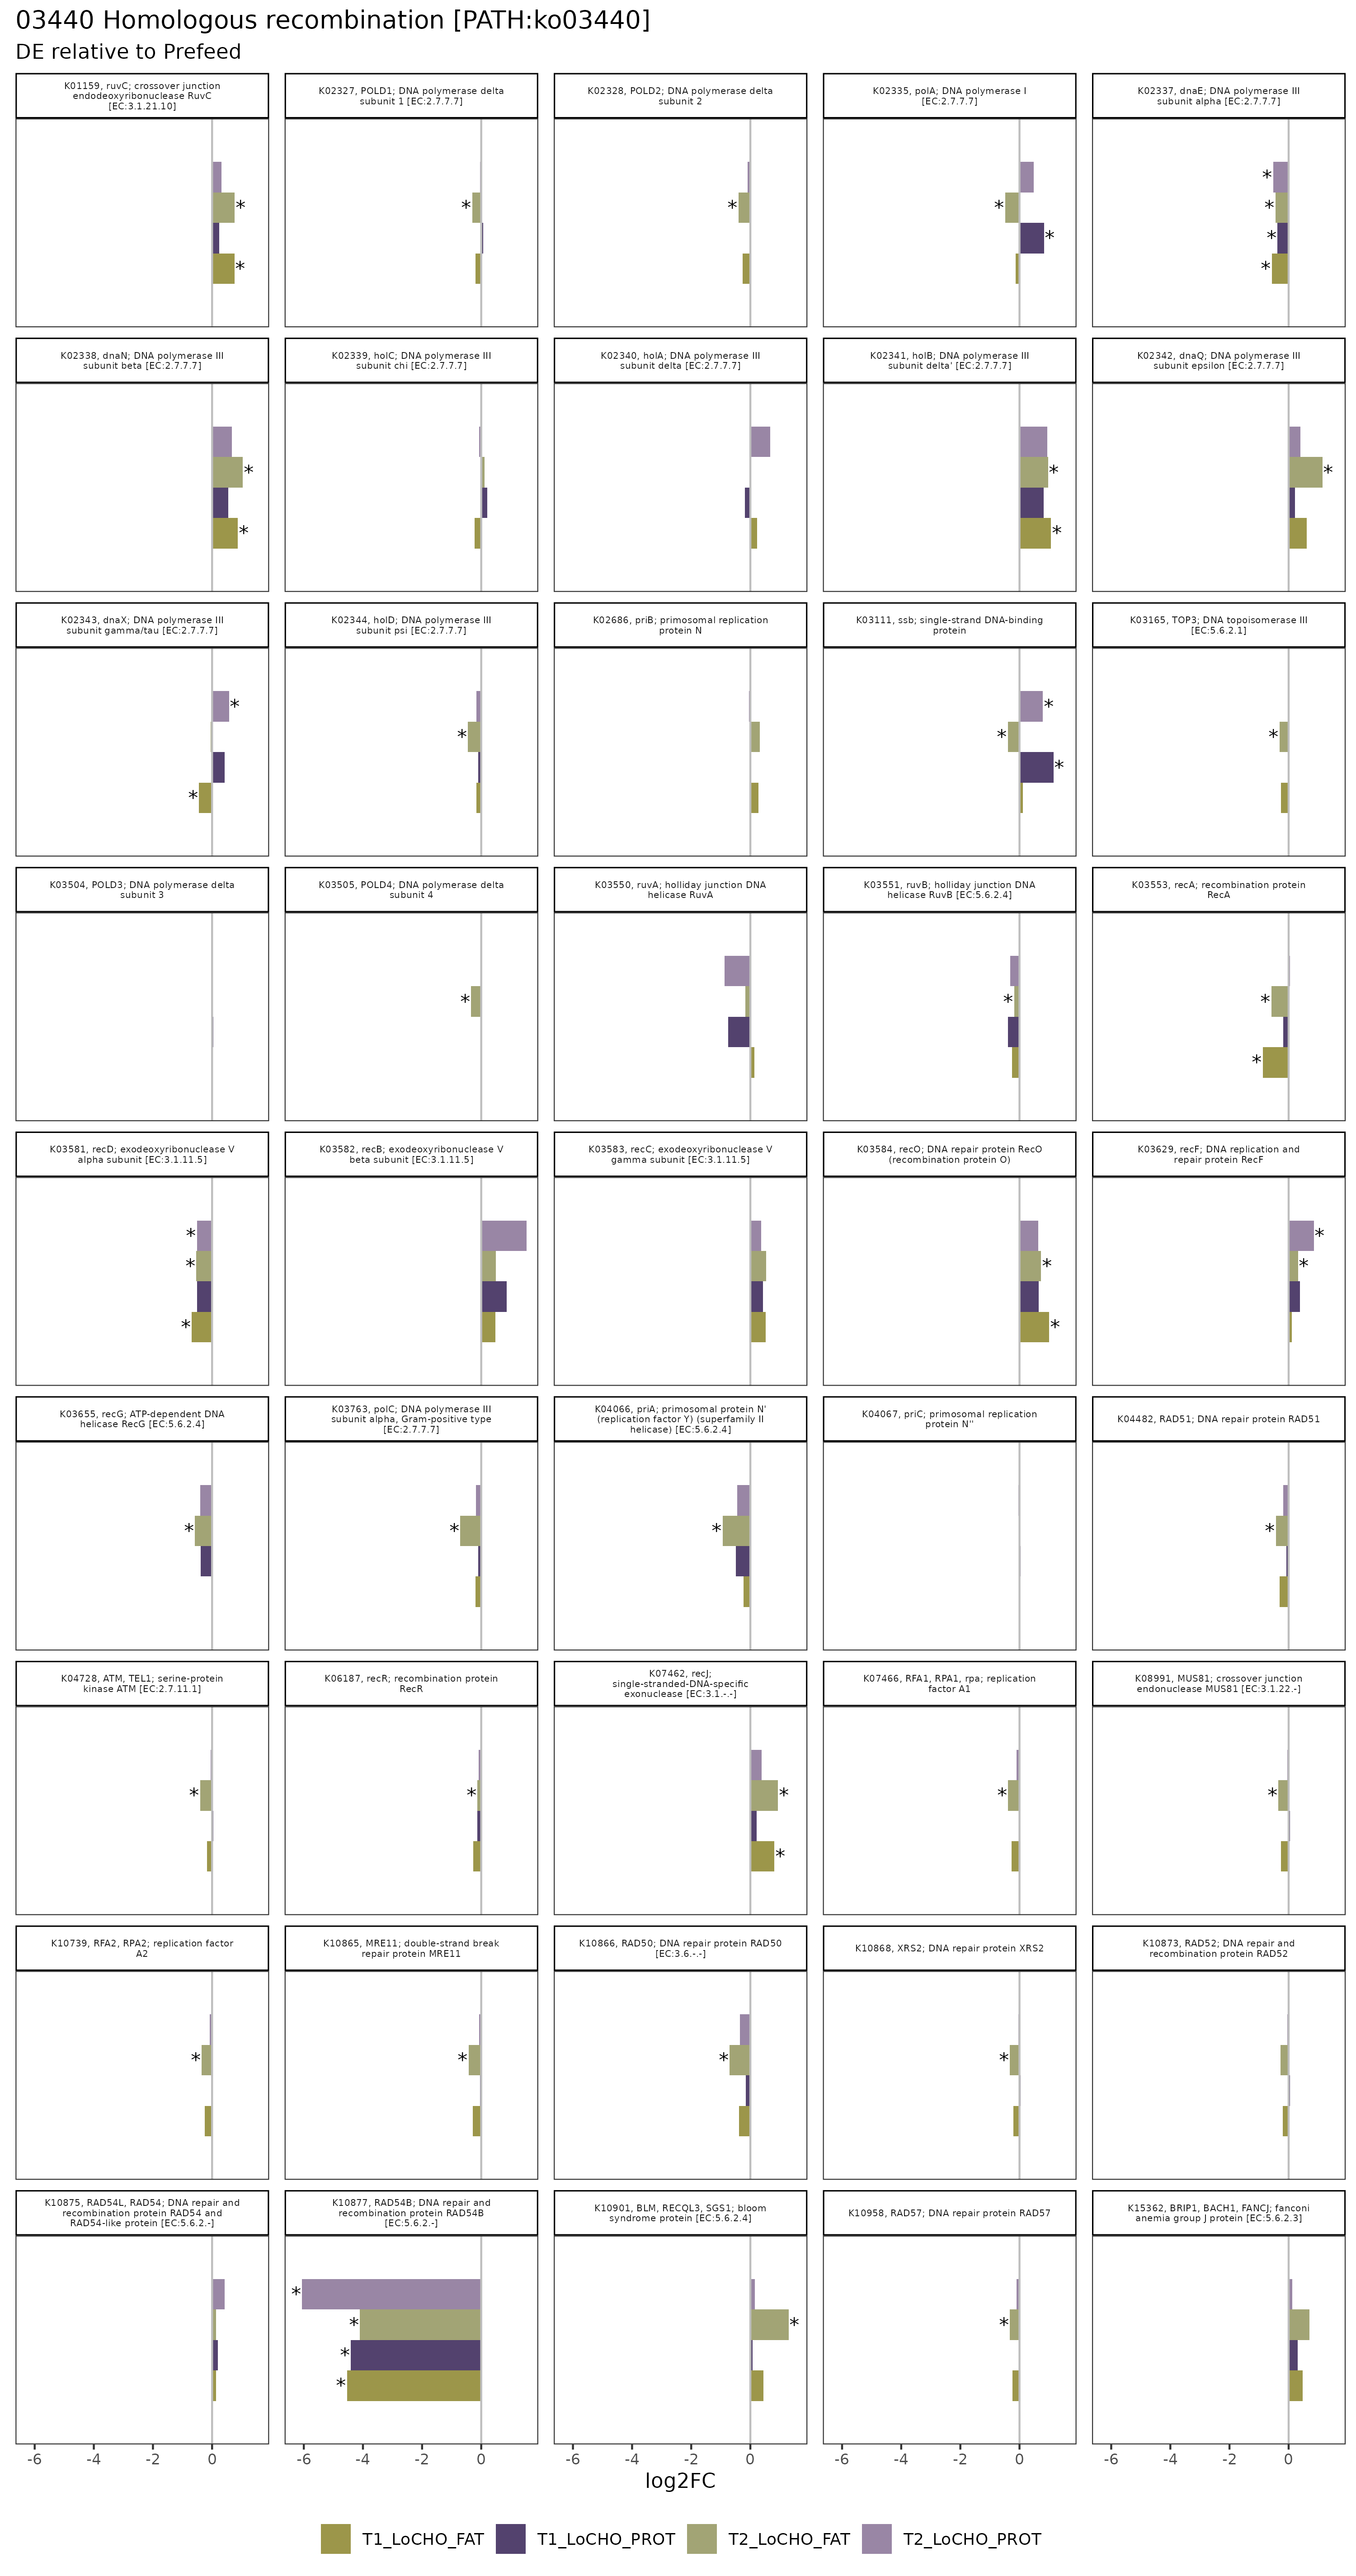 03440 Homologous recombination [PATH:ko03440]
DE relative to Prefeed
K01159, ruvC; crossover junction
endodeoxyribonuclease RuvC
[EC:3.1.21.10]
K02327, POLD1; DNA polymerase delta
subunit 1 [EC:2.7.7.7]
K02328, POLD2; DNA polymerase delta
subunit 2
K02335, polA; DNA polymerase I
[EC:2.7.7.7]
K02337, dnaE; DNA polymerase III
subunit alpha [EC:2.7.7.7]
*
*
*
*
*
*
*
*
*
*
*
K02338, dnaN; DNA polymerase III
subunit beta [EC:2.7.7.7]
K02339, holC; DNA polymerase III
subunit chi [EC:2.7.7.7]
K02340, holA; DNA polymerase III
subunit delta [EC:2.7.7.7]
K02341, holB; DNA polymerase III
subunit delta' [EC:2.7.7.7]
K02342, dnaQ; DNA polymerase III
subunit epsilon [EC:2.7.7.7]
*
*
*
*
*
K02343, dnaX; DNA polymerase III
subunit gamma/tau [EC:2.7.7.7]
K02344, holD; DNA polymerase III
subunit psi [EC:2.7.7.7]
K02686, priB; primosomal replication
protein N
K03111, ssb; single-strand DNA-binding
protein
K03165, TOP3; DNA topoisomerase III
[EC:5.6.2.1]
*
*
*
*
*
*
*
K03504, POLD3; DNA polymerase delta
subunit 3
K03505, POLD4; DNA polymerase delta
subunit 4
K03550, ruvA; holliday junction DNA
helicase RuvA
K03551, ruvB; holliday junction DNA
helicase RuvB [EC:5.6.2.4]
K03553, recA; recombination protein
RecA
*
*
*
*
K03581, recD; exodeoxyribonuclease V
alpha subunit [EC:3.1.11.5]
K03582, recB; exodeoxyribonuclease V
beta subunit [EC:3.1.11.5]
K03583, recC; exodeoxyribonuclease V
gamma subunit [EC:3.1.11.5]
K03584, recO; DNA repair protein RecO
(recombination protein O)
K03629, recF; DNA replication and
repair protein RecF
*
*
*
*
*
*
*
K03655, recG; ATP-dependent DNA
helicase RecG [EC:5.6.2.4]
K03763, polC; DNA polymerase III
subunit alpha, Gram-positive type
[EC:2.7.7.7]
K04066, priA; primosomal protein N'
(replication factor Y) (superfamily II
helicase) [EC:5.6.2.4]
K04067, priC; primosomal replication
protein N''
K04482, RAD51; DNA repair protein RAD51
*
*
*
*
K04728, ATM, TEL1; serine-protein
kinase ATM [EC:2.7.11.1]
K06187, recR; recombination protein
RecR
K07462, recJ;
single-stranded-DNA-specific
exonuclease [EC:3.1.-.-]
K07466, RFA1, RPA1, rpa; replication
factor A1
K08991, MUS81; crossover junction
endonuclease MUS81 [EC:3.1.22.-]
*
*
*
*
*
*
K10739, RFA2, RPA2; replication factor
A2
K10865, MRE11; double-strand break
repair protein MRE11
K10866, RAD50; DNA repair protein RAD50
[EC:3.6.-.-]
K10868, XRS2; DNA repair protein XRS2
K10873, RAD52; DNA repair and
recombination protein RAD52
*
*
*
*
K10875, RAD54L, RAD54; DNA repair and
recombination protein RAD54 and
RAD54-like protein [EC:5.6.2.-]
K10877, RAD54B; DNA repair and
recombination protein RAD54B
[EC:5.6.2.-]
K10901, BLM, RECQL3, SGS1; bloom
syndrome protein [EC:5.6.2.4]
K10958, RAD57; DNA repair protein RAD57
K15362, BRIP1, BACH1, FANCJ; fanconi
anemia group J protein [EC:5.6.2.3]
*
*
*
*
*
*
-6 -4 -2 0 -6 -4 -2 0 -6 -4 -2 0 -6 -4 -2 0 -6 -4 -2 0
log2FC
T1_LoCHO_FAT T1_LoCHO_PROT T2_LoCHO_FAT T2_LoCHO_PROT